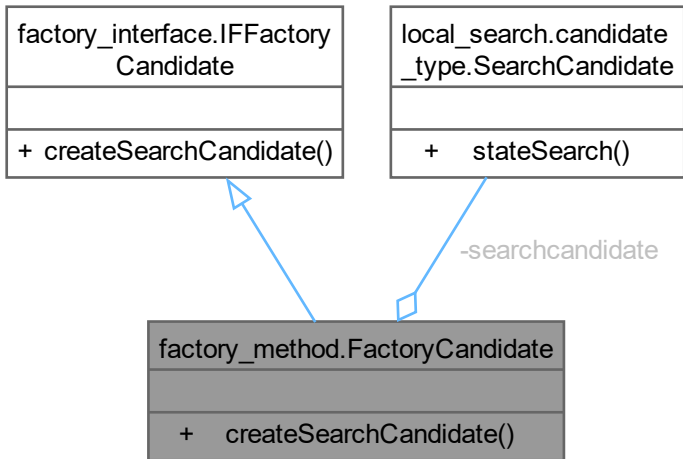 factory_interface.IFFactory
Candidate
+ createSearchCandidate()
local_search.candidate
_type.SearchCandidate
+ stateSearch()
-searchcandidate
factory_method.FactoryCandidate
+ createSearchCandidate()